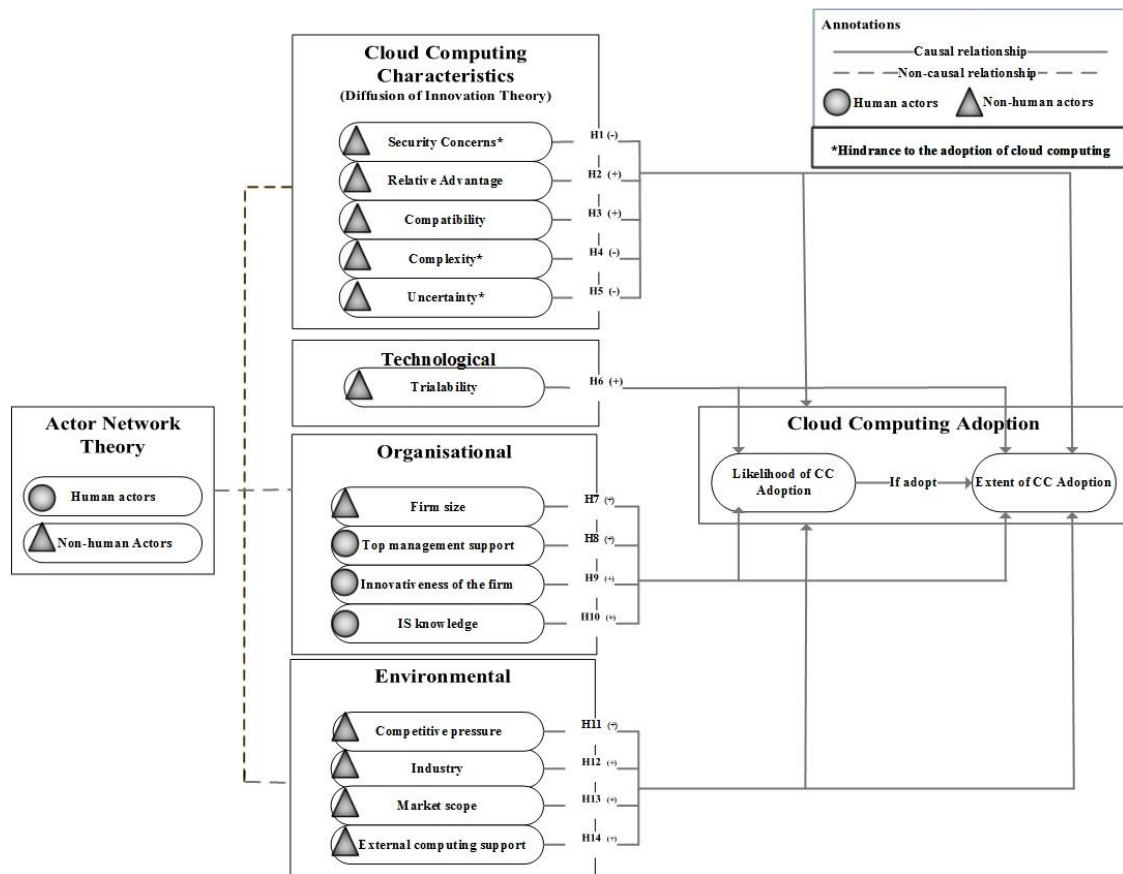 Annotations
Causal relationship
Non-causal relationship
Human actors
Non-human actors
*Hindrance to the adoption of cloud computing
Cloud Computing
Characteristics
(Diffusion of Innovation Theory)
Security Concerns*
H1 (-)
Relative Advantage
H2 (+)
Compatibility
H3 (+)
Complexity*
H4 (-)
Uncertainty*
H5 (-)
Technological
Trialability
H6 (+)
Actor Network
Theory
Human actors
Non-human Actors
Organisational
Firm size
H7 (+)
Top management support
H8 (+)
Innovativeness of the firm
H9 (+)
IS knowledge
H10 (+)
Cloud Computing Adoption
Likelihood of CC
Adoption
If adopt
Extent of CC Adoption
Environmental
Competitive pressure
H11 (+)
Industry
H12 (+)
Market scope
H13 (+)
External computing support
H14 (+)